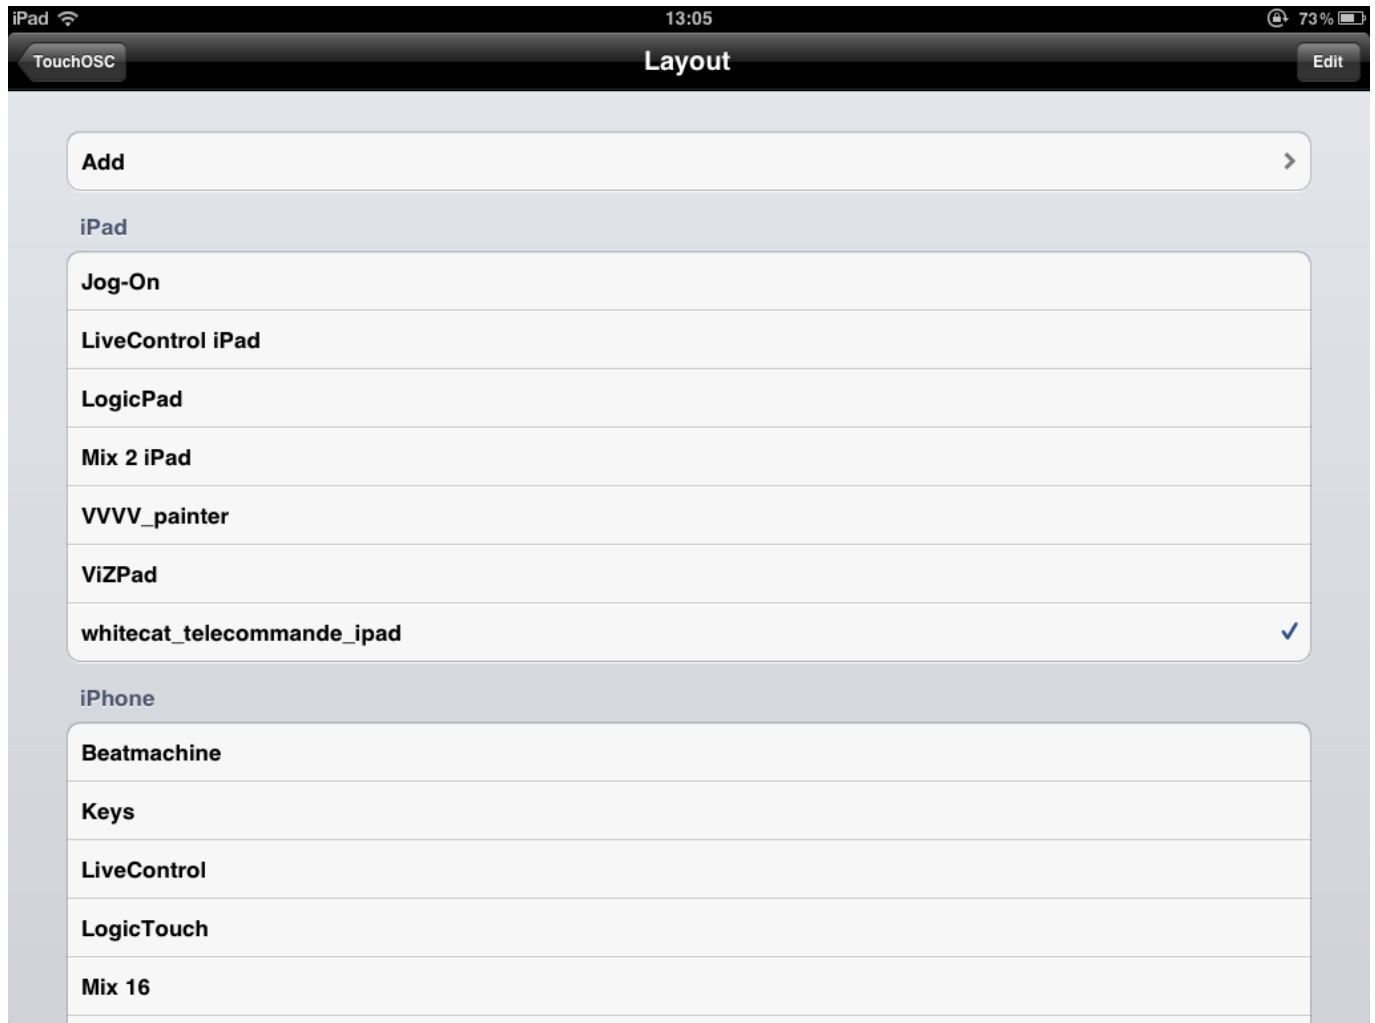 iPad 13:05 73%
TouchOSC Layout Edit
Add
iPad
Jog-On
LiveControl iPad
LogicPad
Mix 2 iPad
VVVV_painter
ViZPad
whitecat_telecommande_ipad
iPhone
Beatmachine
Keys
LiveControl
LogicTouch
Mix 16